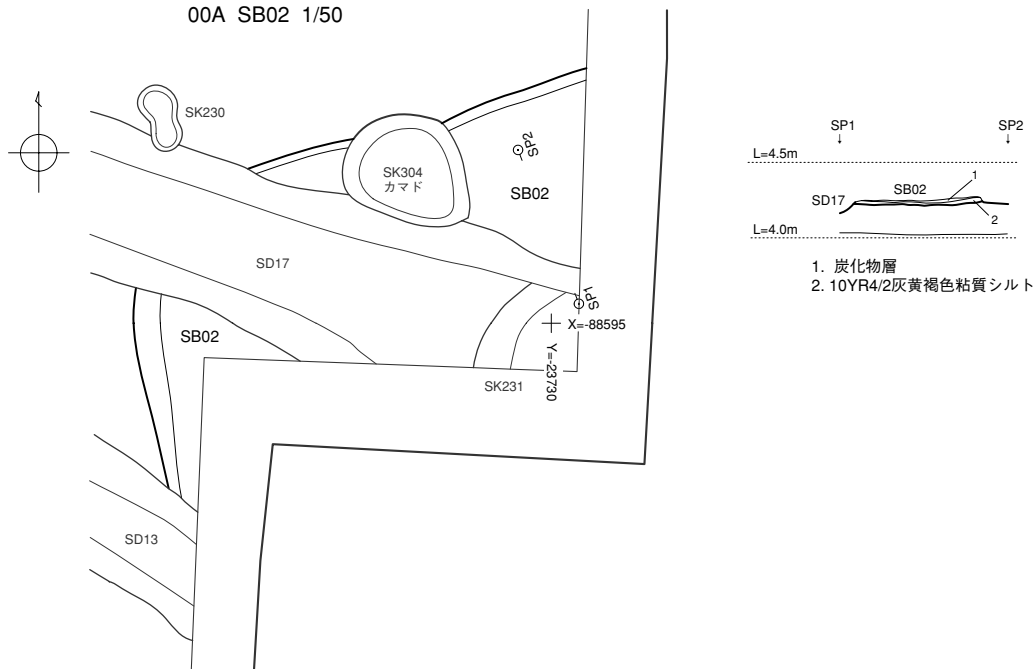 00A SB02 1/50
SK230
SK304
カマド
SP2
SB02
SD17
SP1
X=-88595
Y=-23730
SB02
SK231
SD13
SP1
SP2
L=4.5m
SB02
1
SD17
2
L=4.0m
1. 炭化物層
2. 10YR4/2灰黄褐色粘質シルト